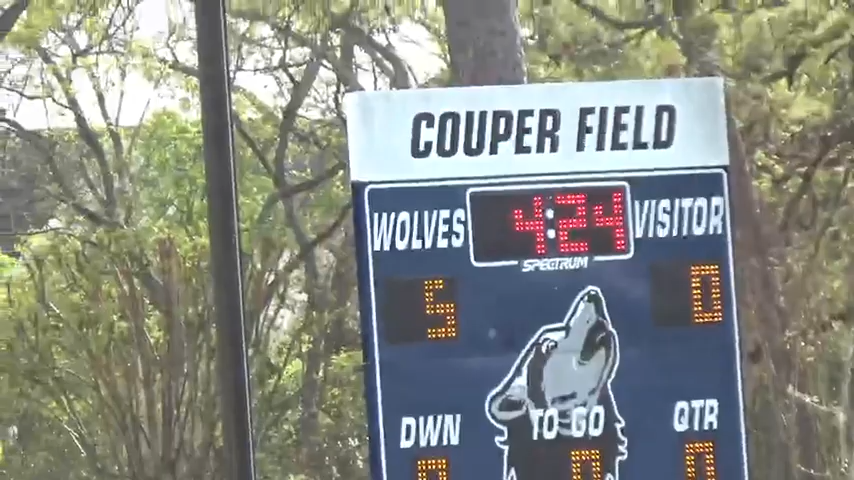 COUPER FIELD
WOLVES 4:24 VISITOR
SPECTRUM
5 0
DWN TO GO QTR